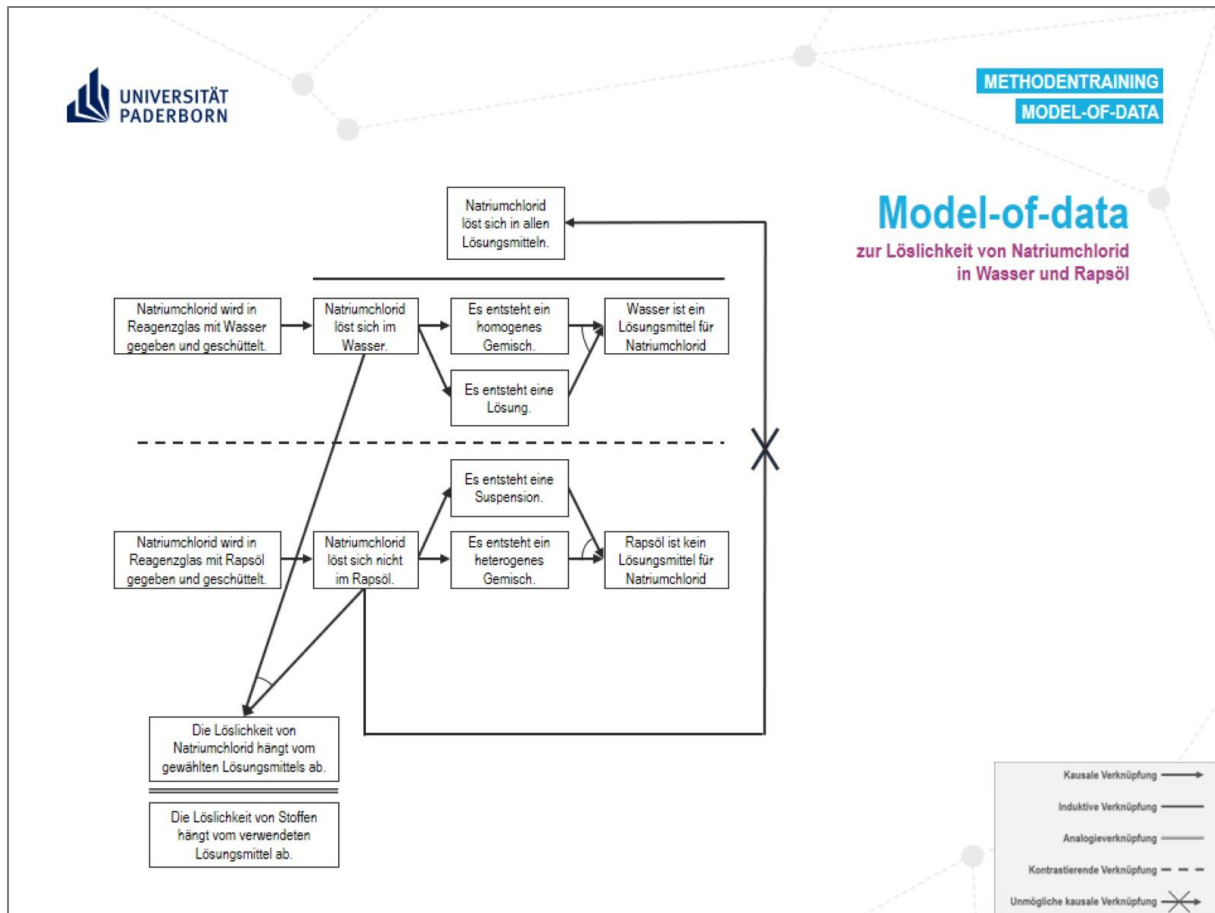 UNIVERSITÄT
PADERBORN
METHODENTRAINING
MODEL-OF-DATA
Model-of-data
zur Löslichkeit von Natriumchlorid
in Wasser und Rapsöl
Natriumchlorid
löst sich in allen
Lösungsmitteln.
Natriumchlorid wird in
Reagenzglas mit Wasser
gegeben und geschüttelt.
Natriumchlorid
löst sich im
Wasser.
Es entsteht ein
homogenes
Gemisch.
Wasser ist ein
Lösungsmittel für
Natriumchlorid
Es entsteht eine
Lösung.
Es entsteht eine
Suspension.
Natriumchlorid wird in
Reagenzglas mit Rapsöl
gegeben und geschüttelt.
Natriumchlorid
löst sich nicht
im Rapsöl.
Es entsteht ein
heterogenes
Gemisch.
Rapsöl ist kein
Lösungsmittel für
Natriumchlorid
Die Löslichkeit von
Natriumchlorid hängt vom
gewählten Lösungsmittels ab.
Die Löslichkeit von Stoffen
hängt vom verwendeten
Lösungsmittel ab.
Kausale Verknüpfung
Induktive Verknüpfung
Analogieverknüpfung
Kontrastierende Verknüpfung
Unmögliche kausale Verknüpfung